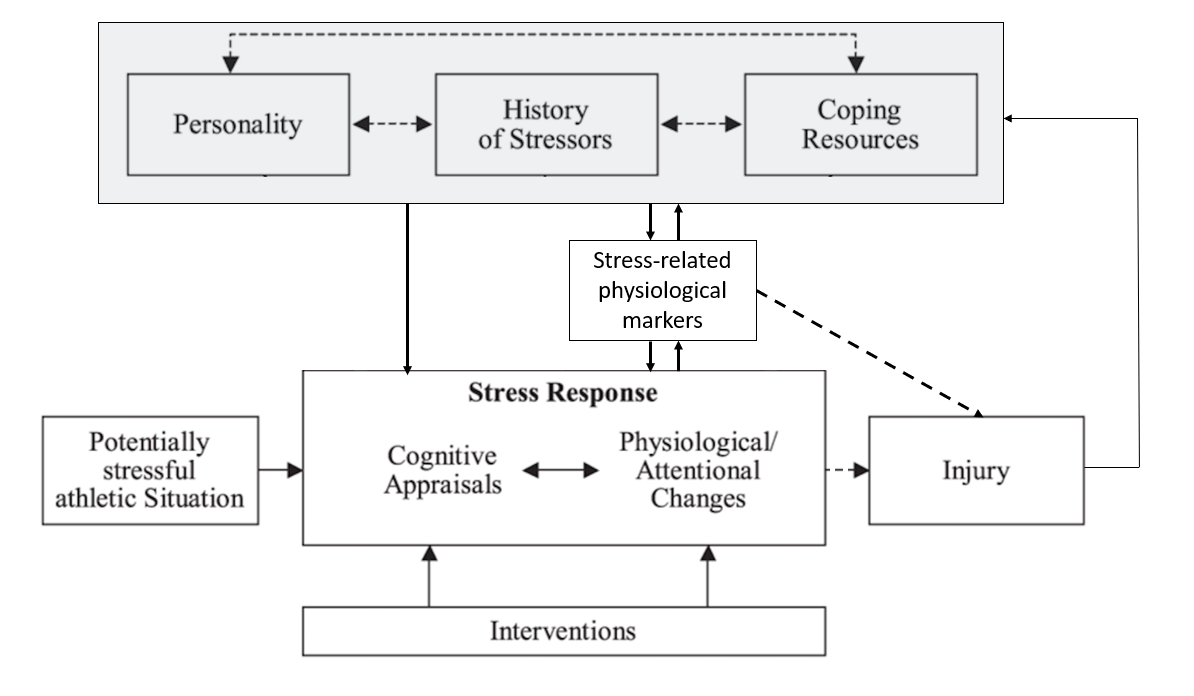 Personality
History
of Stressors
Coping
Resources
Stress-related
physiological
markers
Stress Response
Potentially
stressful
athletic Situation
Cognitive
Appraisals
Physiological/
Attentional
Changes
Injury
Interventions